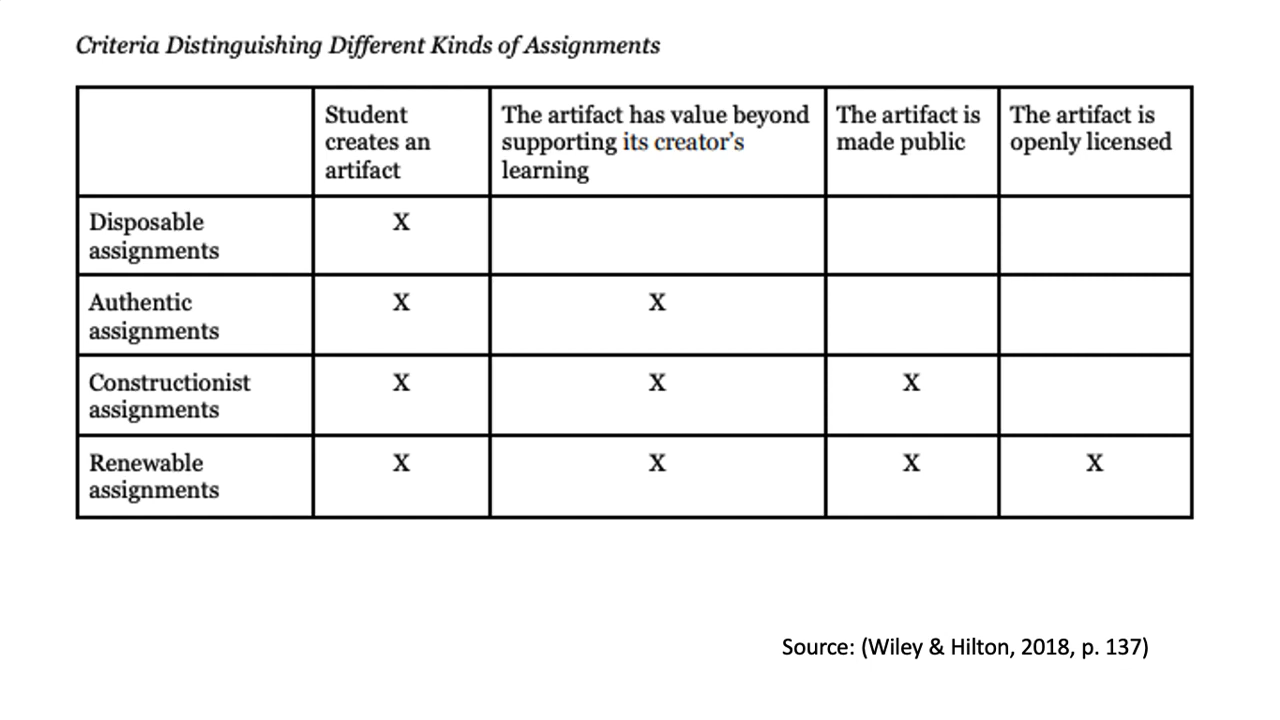 Criteria Distinguishing Different Kinds of Assignments
Student
creates an
artifact
The artifact has value beyond
supporting its creator’s
learning
The artifact is
made public
The artifact is
openly licensed
Disposable
assignments
X
Authentic
assignments
X
X
Constructionist
assignments
X
X
X
Renewable
assignments
X
X
X
X
Source: (Wiley & Hilton, 2018, p. 137)